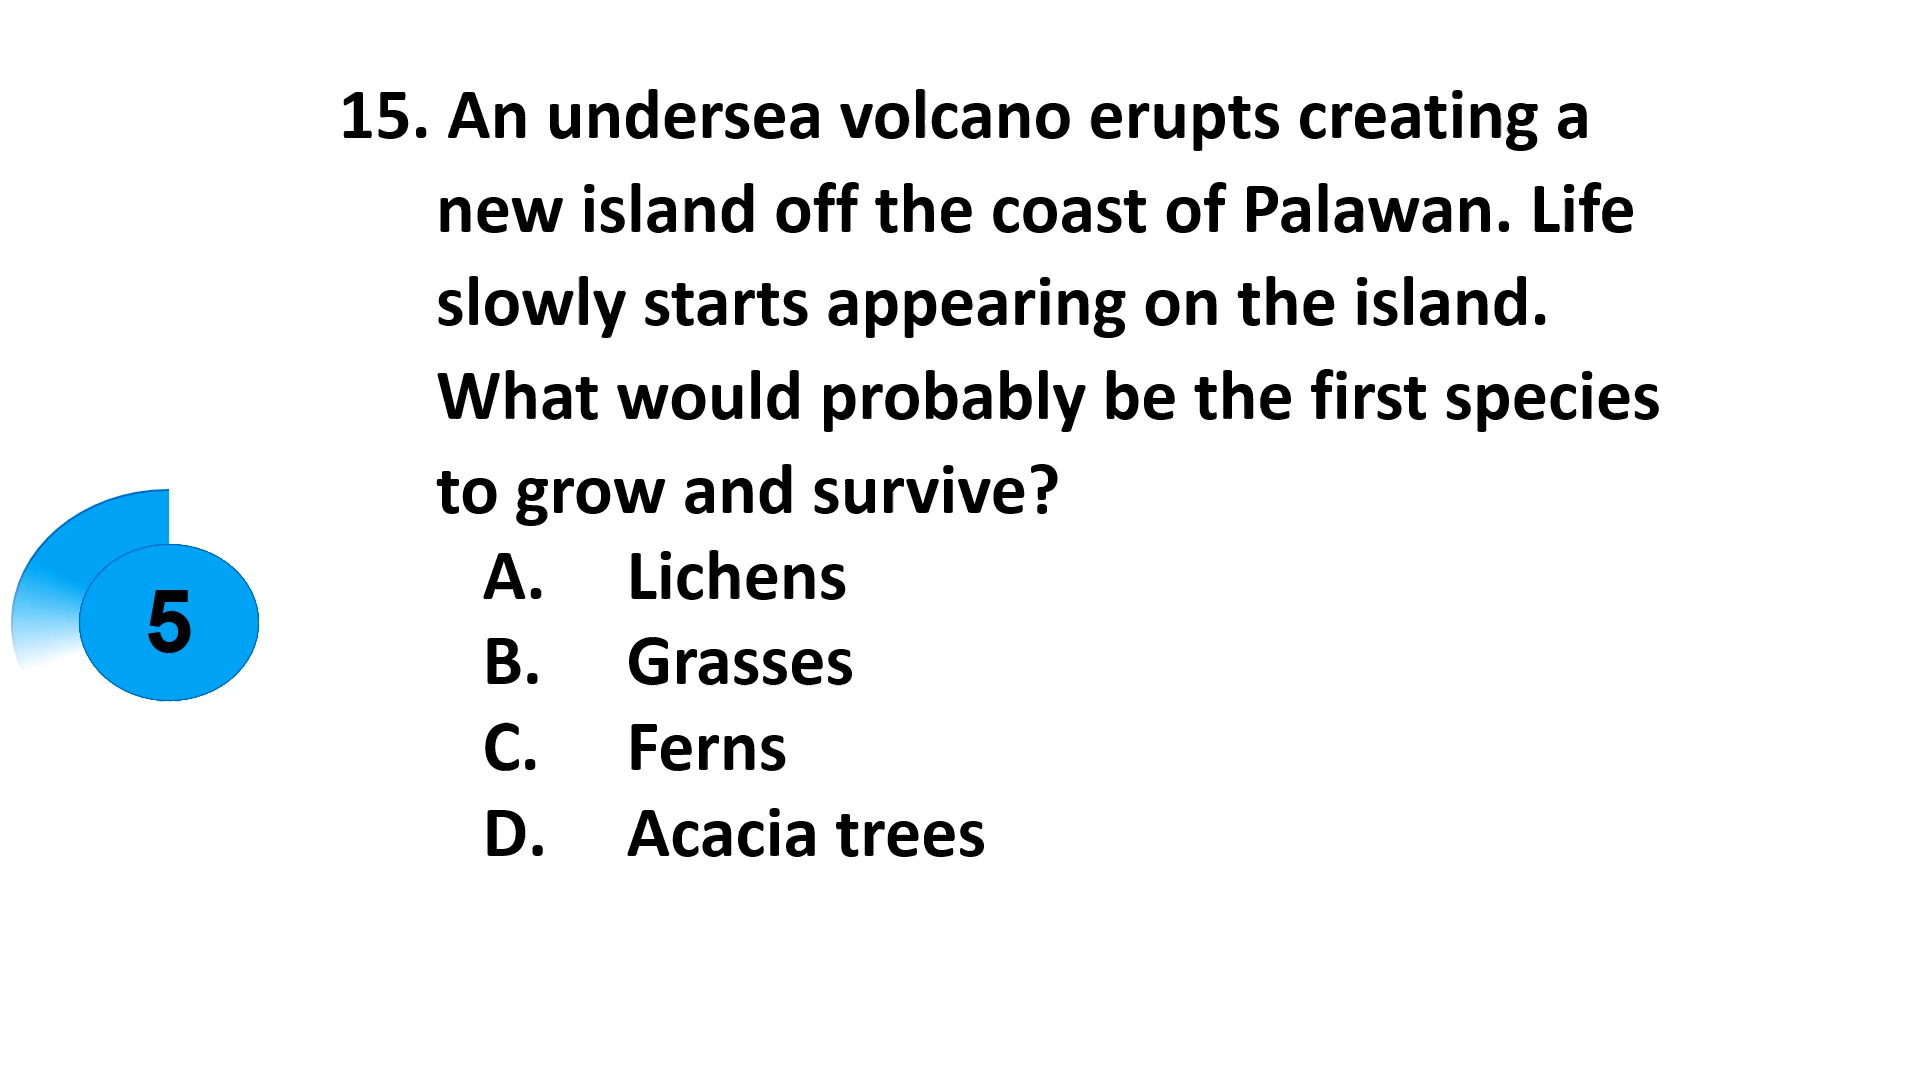 15. An undersea volcano erupts creating a
new island off the coast of Palawan. Life
slowly starts appearing on the island.
What would probably be the first species
to grow and survive?
A. Lichens
B. Grasses
C. Ferns
D. Acacia trees
5